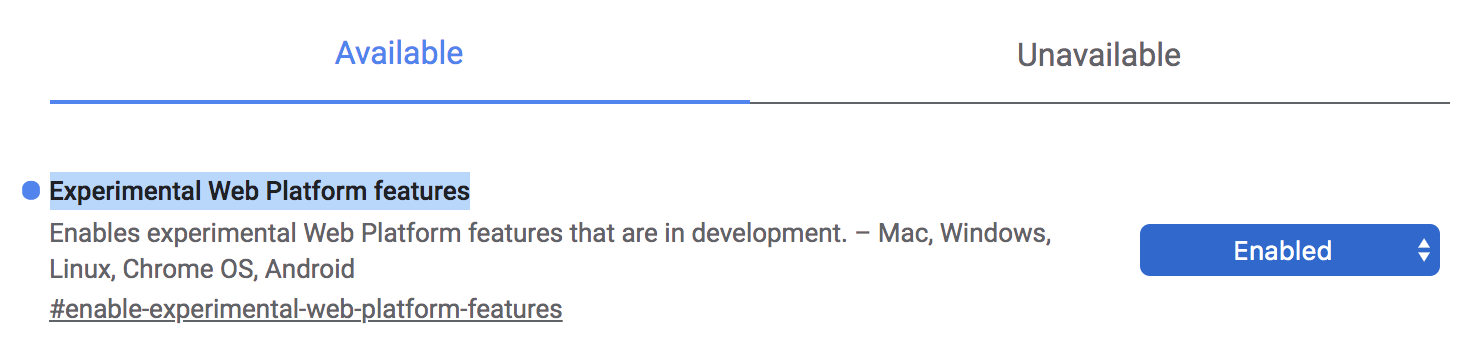 Available
Unavailable
Experimental Web Platform features
Enables experimental Web Platform features that are in development. – Mac, Windows,
Linux, Chrome OS, Android
#enable-experimental-web-platform-features
Enabled